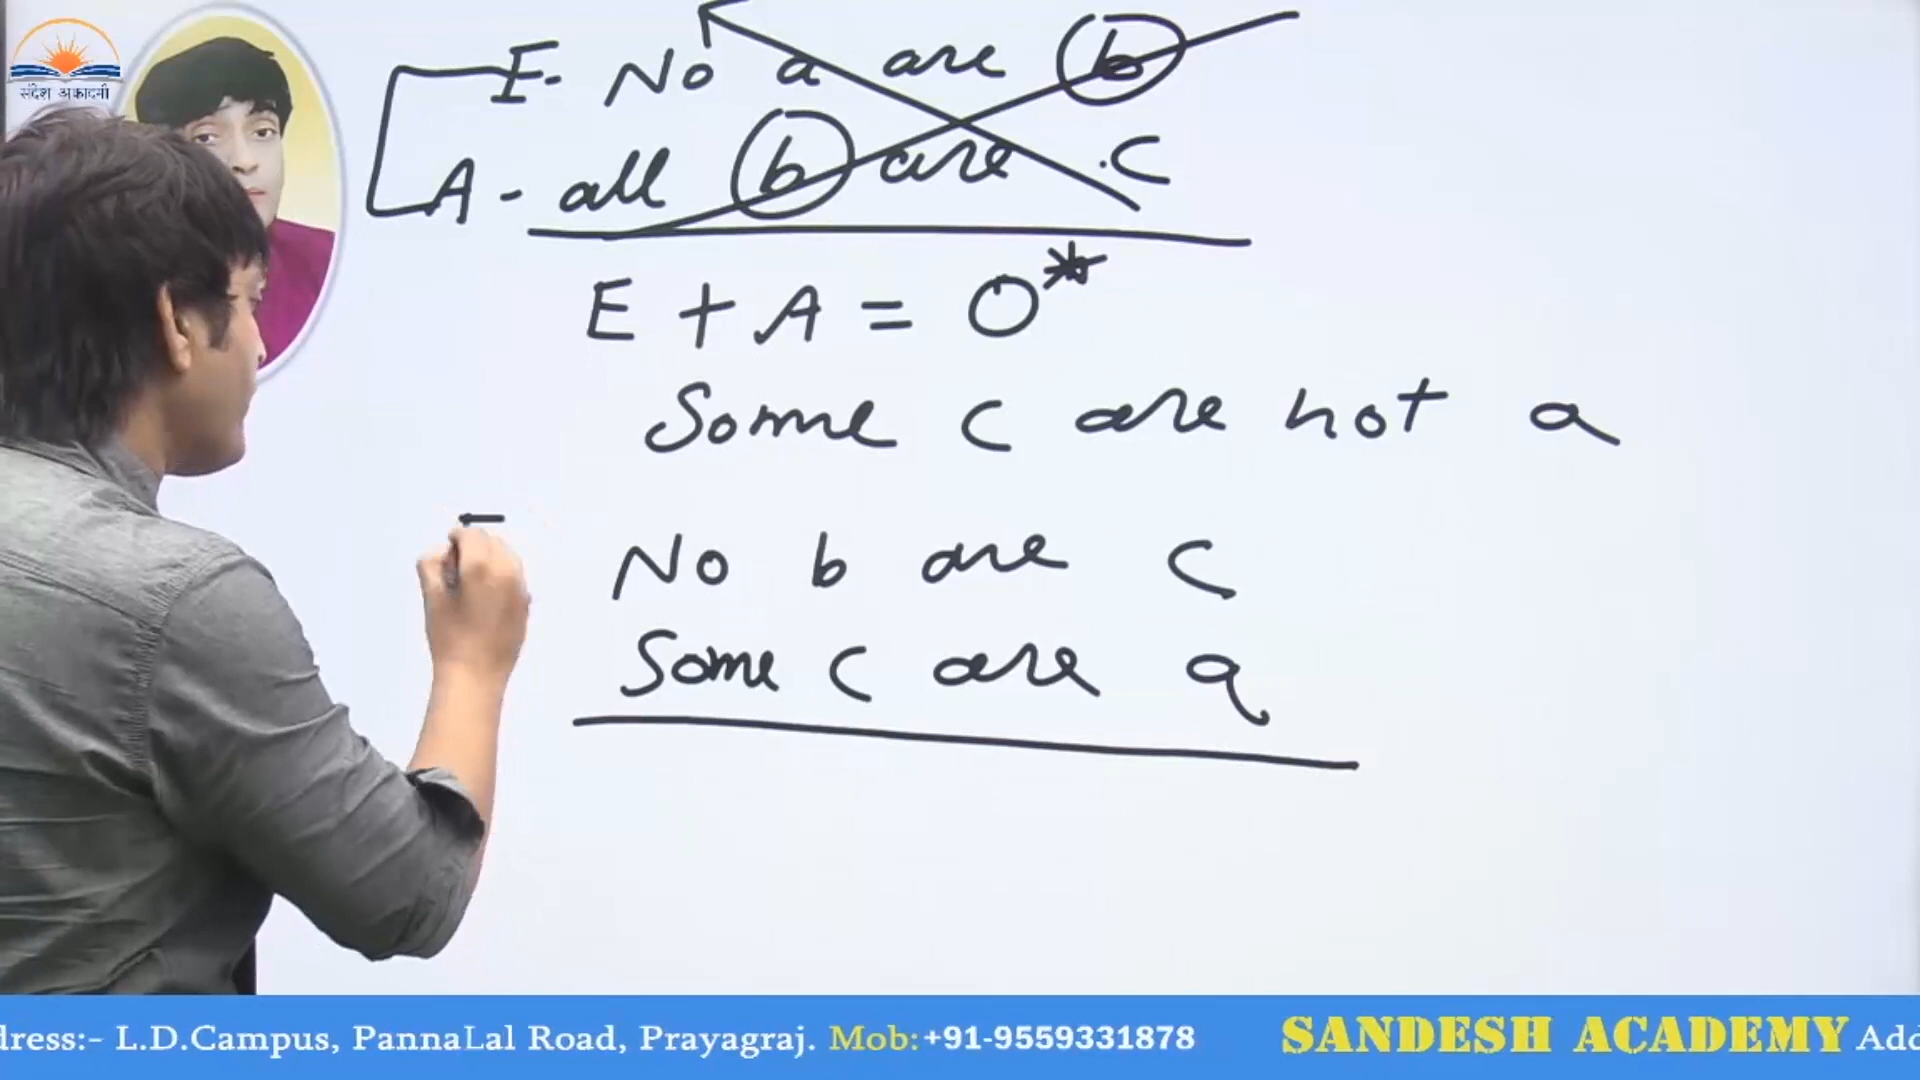 संदेश अकादमी
E- No a are b
A - all b are C
E + A = O*
Some c are not a
No b are c
Some c are a
dress:- L.D.Campus, PannaLal Road, Prayagraj. Mob:+91-9559331878 SANDESH ACADEMY Add